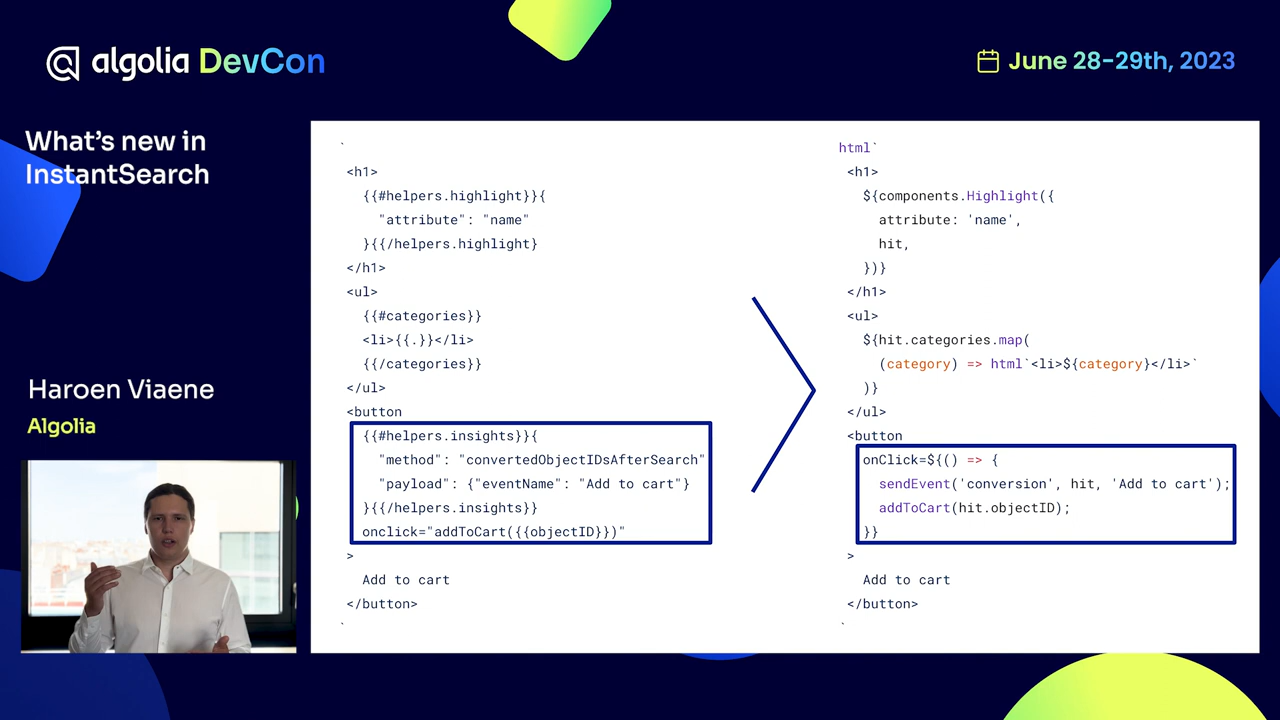 algolia DevCon
June 28-29th, 2023
What's new in
InstantSearch
Haroen Viaene
Algolia
`
<h1>
{{#helpers.highlight}}{
"attribute": "name"
}{{/helpers.highlight}
</h1>
<ul>
{{#categories}}
<li>{{.}}</li>
{{/categories}}
</ul>
<button
{{#helpers.insights}}{
"method": "convertedObjectIDsAfterSearch"
"payload": {"eventName": "Add to cart"}
}{{/helpers.insights}}
onclick="addToCart({{objectID}})"
>
Add to cart
</button>
`
html`
<h1>
${components.Highlight({
attribute: 'name',
hit,
})}
</h1>
<ul>
${hit.categories.map(
(category) => html`<li>${category}</li>`
)}
</ul>
<button
onClick=${() => {
sendEvent('conversion', hit, 'Add to cart');
addToCart(hit.objectID);
}}
>
Add to cart
</button>
`